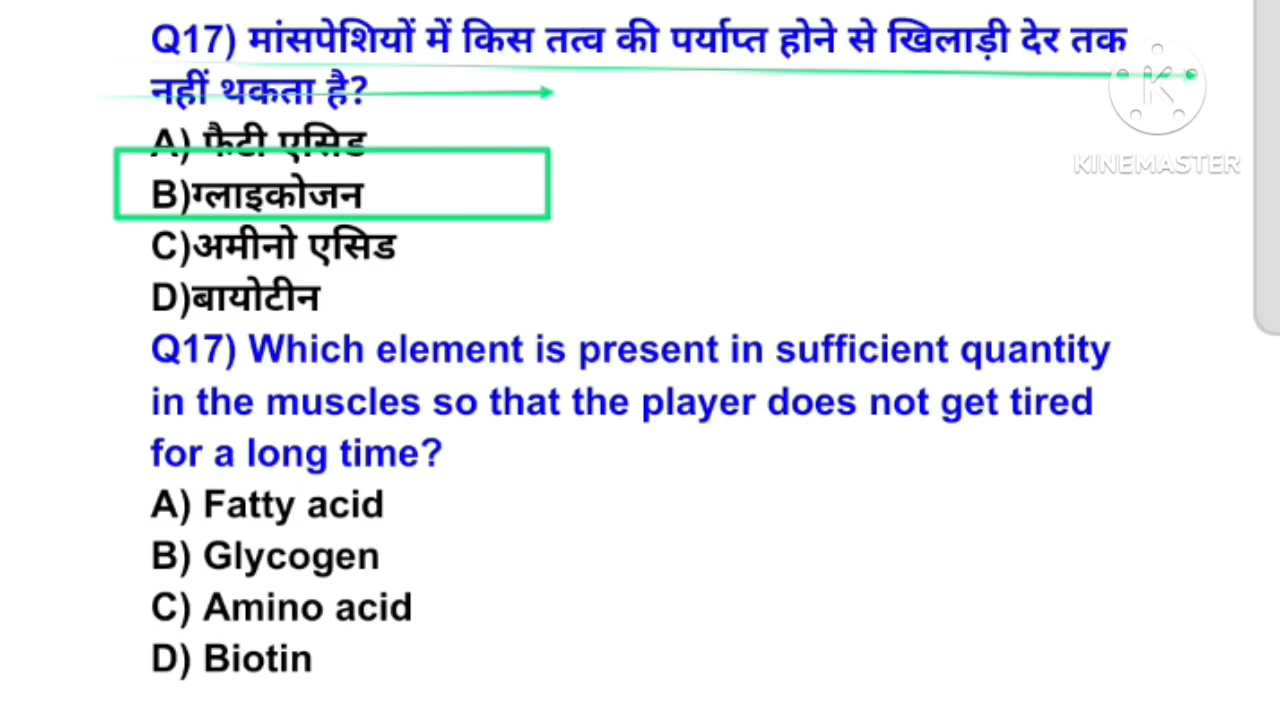 Q17) मांसपेशियों में किस तत्व की पर्याप्त होने से खिलाड़ी देर तक
नहीं थकता है?
A) फैटी एसिड
B)ग्लाइकोजन
C)अमीनो एसिड
D)बायोटीन
Q17) Which element is present in sufficient quantity
in the muscles so that the player does not get tired
for a long time?
A) Fatty acid
B) Glycogen
C) Amino acid
D) Biotin
K
KINEMASTER